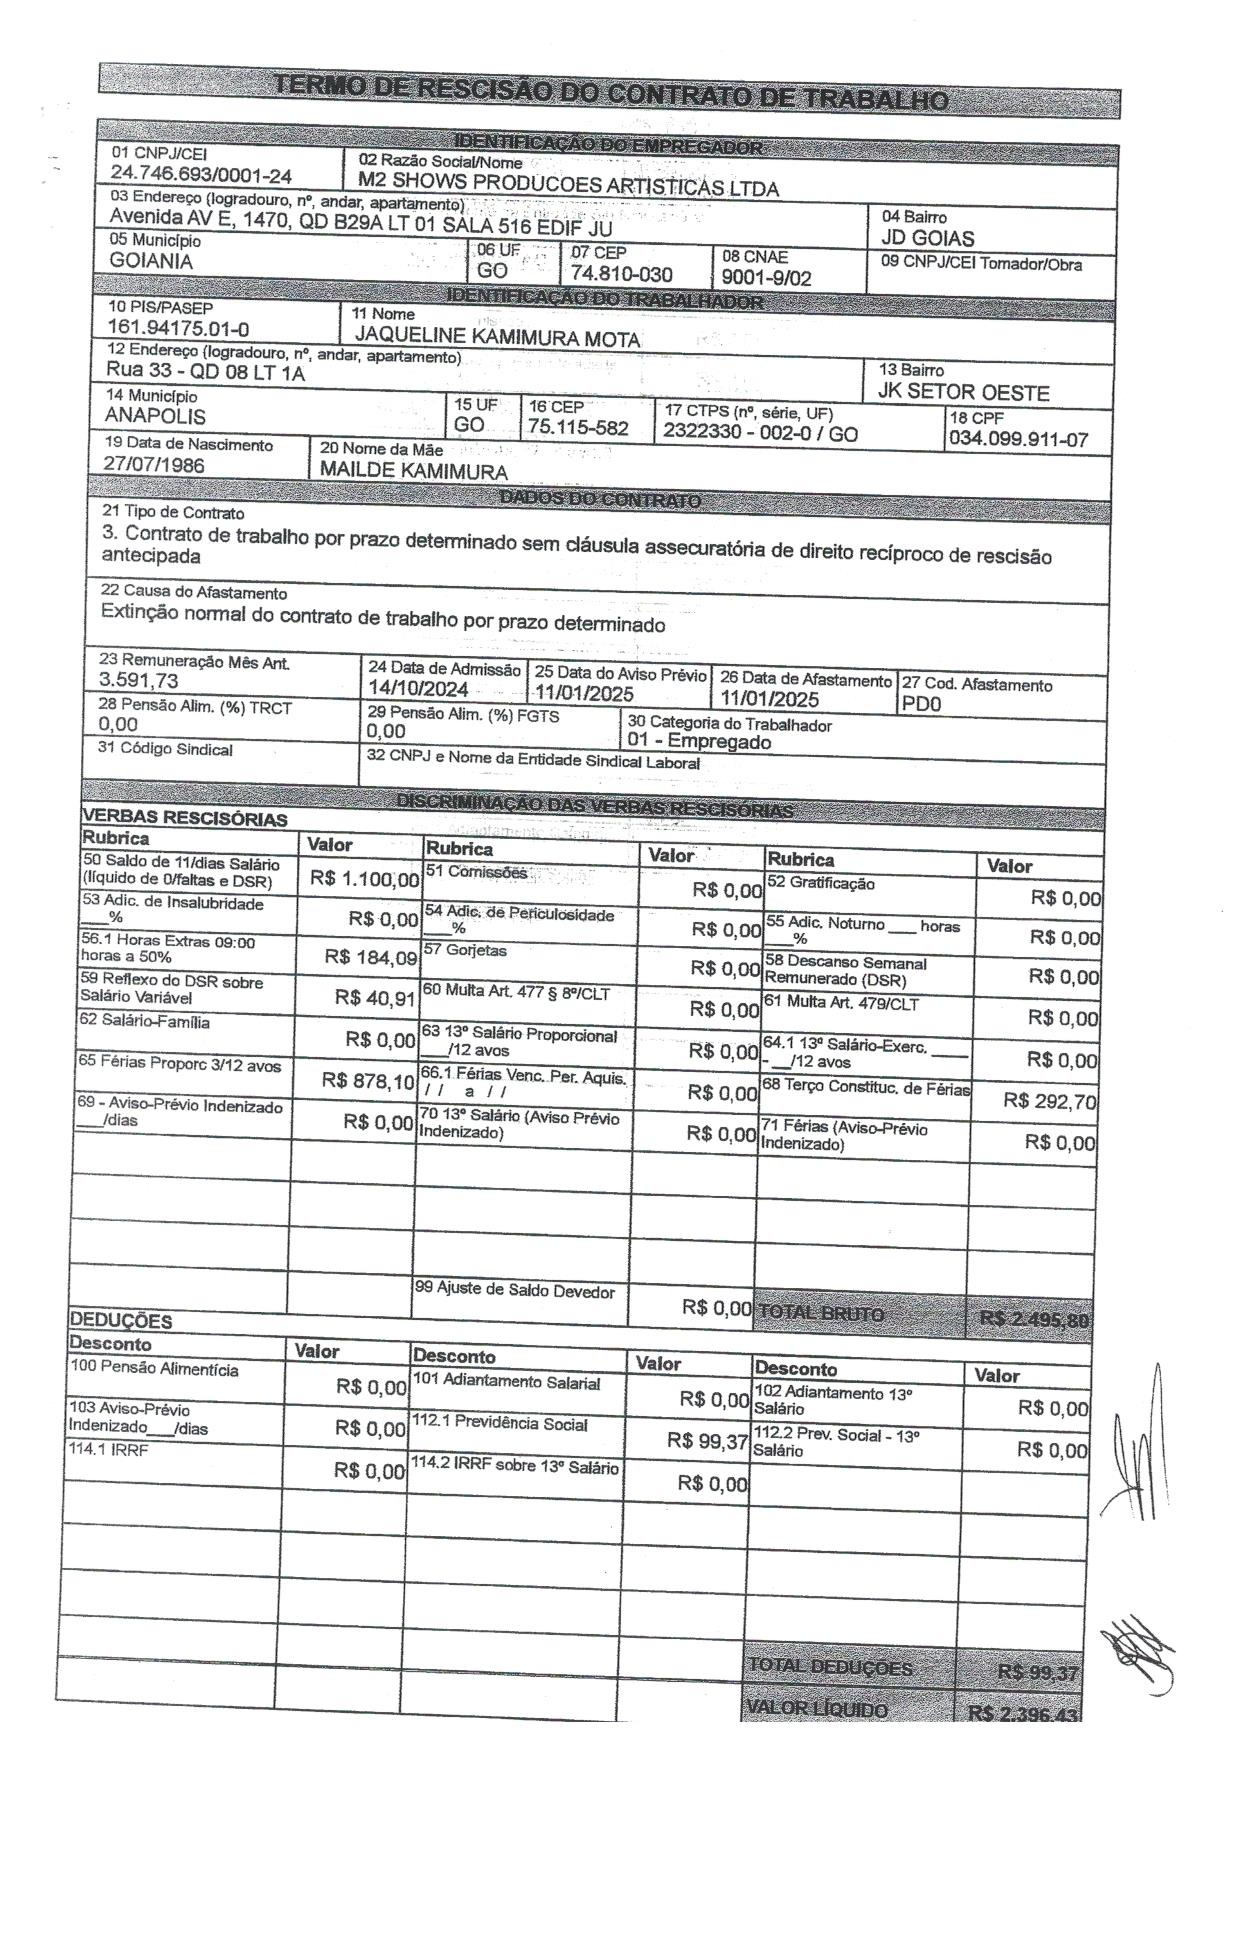 TERMO DE RESCISÃO DO CONTRATO DE TRABALHO
IDENTIFICAÇÃO DO EMPREGADOR
01 CNPJ/CEI
24.746.693/0001-24
02 Razão Social/Nome
M2 SHOWS PRODUCOES ARTISTICAS LTDA
03 Endereço (logradouro, nº, andar, apartamento)
Avenida AV E, 1470, QD B29A LT 01 SALA 516 EDIF JU
04 Bairro
JD GOIAS
05 Município
GOIANIA
06 UF
GO
07 CEP
74.810-030
08 CNAE
9001-9/02
09 CNPJ/CEI Tomador/Obra
IDENTIFICAÇÃO DO TRABALHADOR
10 PIS/PASEP
161.94175.01-0
11 Nome
JAQUELINE KAMIMURA MOTA
12 Endereço (logradouro, nº, andar, apartamento)
Rua 33 - QD 08 LT 1A
13 Bairro
JK SETOR OESTE
14 Município
ANAPOLIS
15 UF
GO
16 CEP
75.115-582
17 CTPS (nº, série, UF)
2322330 - 002-0 / GO
18 CPF
034.099.911-07
19 Data de Nascimento
27/07/1986
20 Nome da Mãe
MAILDE KAMIMURA
DADOS DO CONTRATO
21 Tipo de Contrato
3. Contrato de trabalho por prazo determinado sem cláusula assecuratória de direito recíproco de rescisão
antecipada
22 Causa do Afastamento
Extinção normal do contrato de trabalho por prazo determinado
23 Remuneração Mês Ant.
3.591,73
24 Data de Admissão
14/10/2024
25 Data do Aviso Prévio
11/01/2025
26 Data de Afastamento
11/01/2025
27 Cod. Afastamento
PD0
28 Pensão Alim. (%) TRCT
0,00
29 Pensão Alim. (%) FGTS
0,00
30 Categoria do Trabalhador
01 - Empregado
31 Código Sindical
32 CNPJ e Nome da Entidade Sindical Laboral
DISCRIMINAÇÃO DAS VERBAS RESCISÓRIAS
VERBAS RESCISÓRIAS
Rubrica Valor Rubrica Valor Rubrica Valor
50 Saldo de 11/dias Salário
(líquido de 0/faltas e DSR) R$ 1.100,00
51 Comissões R$ 0,00
52 Gratificação R$ 0,00
53 Adic. de Insalubridade
___% R$ 0,00
54 Adic. de Periculosidade
___% R$ 0,00
55 Adic. Noturno ___ horas
___% R$ 0,00
56.1 Horas Extras 09:00
horas a 50% R$ 184,09
57 Gorjetas R$ 0,00
58 Descanso Semanal
Remunerado (DSR) R$ 0,00
59 Reflexo do DSR sobre
Salário Variável R$ 40,91
60 Multa Art. 477 § 8º/CLT R$ 0,00
61 Multa Art. 479/CLT R$ 0,00
62 Salário-Família R$ 0,00
63 13º Salário Proporcional
___/12 avos R$ 0,00
64.1 13º Salário-Exerc. ____
- __/12 avos R$ 0,00
65 Férias Proporc 3/12 avos R$ 878,10
66.1 Férias Venc. Per. Aquis.
/ / a / / R$ 0,00
68 Terço Constituc. de Férias R$ 292,70
69 - Aviso-Prévio Indenizado
___/dias R$ 0,00
70 13º Salário (Aviso Prévio
Indenizado) R$ 0,00
71 Férias (Aviso-Prévio
Indenizado) R$ 0,00
99 Ajuste de Saldo Devedor R$ 0,00
TOTAL BRUTO R$ 2.495,80
DEDUÇÕES
Desconto Valor Desconto Valor Desconto Valor
100 Pensão Alimentícia R$ 0,00
101 Adiantamento Salarial R$ 0,00
102 Adiantamento 13º
Salário R$ 0,00
103 Aviso-Prévio
Indenizado___/dias R$ 0,00
112.1 Previdência Social R$ 99,37
112.2 Prev. Social - 13º
Salário R$ 0,00
114.1 IRRF R$ 0,00
114.2 IRRF sobre 13º Salário R$ 0,00
TOTAL DEDUÇÕES R$ 99,37
VALOR LÍQUIDO R$ 2.396,43